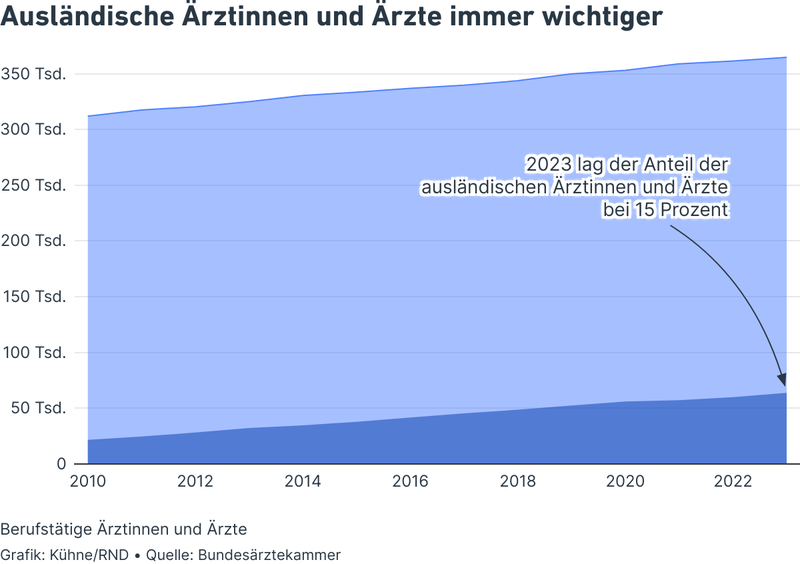 Ausländische Ärztinnen und Ärzte immer wichtiger
350 Tsd.
300 Tsd.
250 Tsd.
200 Tsd.
150 Tsd.
100 Tsd.
50 Tsd.
0
2023 lag der Anteil der
ausländischen Ärztinnen und Ärzte
bei 15 Prozent
2010 2012 2014 2016 2018 2020 2022
Berufstätige Ärztinnen und Ärzte
Grafik: Kühne/RND • Quelle: Bundesärztekammer